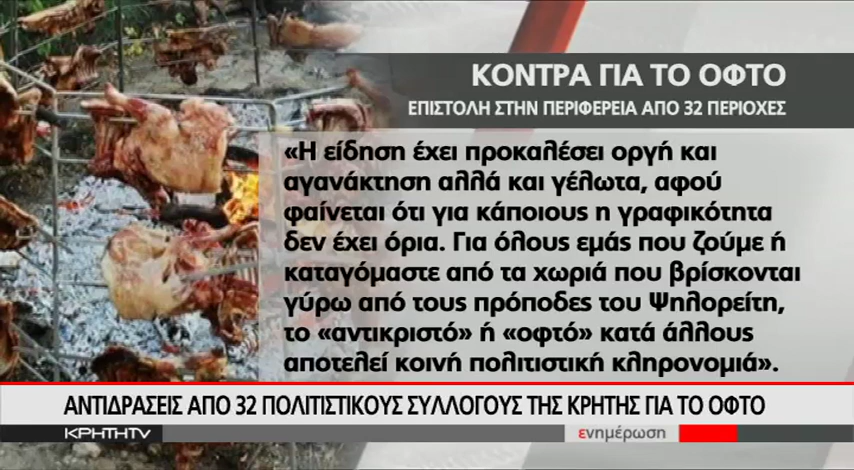 ΚΟΝΤΡΑ ΓΙΑ ΤΟ ΟΦΤΟ
ΕΠΙΣΤΟΛΗ ΣΤΗΝ ΠΕΡΙΦΕΡΕΙΑ ΑΠΟ 32 ΠΕΡΙΟΧΕΣ
«Η είδηση έχει προκαλέσει οργή και
αγανάκτηση αλλά και γέλωτα, αφού
φαίνεται ότι για κάποιους η γραφικότητα
δεν έχει όρια. Για όλους εμάς που ζούμε ή
καταγόμαστε από τα χωριά που βρίσκονται
γύρω από τους πρόποδες του Ψηλορείτη,
το «αντικριστό» ή «οφτό» κατά άλλους
αποτελεί κοινή πολιτιστική κληρονομιά».
ΑΝΤΙΔΡΑΣΕΙΣ ΑΠΟ 32 ΠΟΛΙΤΙΣΤΙΚΟΥΣ ΣΥΛΛΟΓΟΥΣ ΤΗΣ ΚΡΗΤΗΣ ΓΙΑ ΤΟ ΟΦΤΟ
ΚΡΗΤΗTV
ενημέρωση